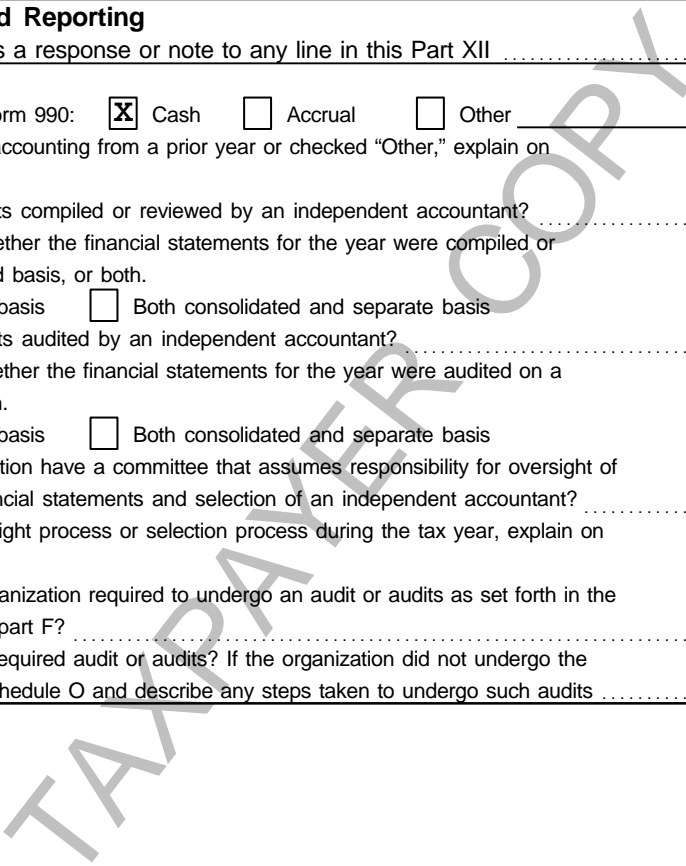 d Reporting
s a response or note to any line in this Part XII
orm 990: X Cash Accrual Other
accounting from a prior year or checked “Other,” explain on
ts compiled or reviewed by an independent accountant?
ether the financial statements for the year were compiled or
d basis, or both.
basis Both consolidated and separate basis
ts audited by an independent accountant?
ether the financial statements for the year were audited on a
.
basis Both consolidated and separate basis
tion have a committee that assumes responsibility for oversight of
ncial statements and selection of an independent accountant?
ight process or selection process during the tax year, explain on
anization required to undergo an audit or audits as set forth in the
part F?
equired audit or audits? If the organization did not undergo the
hedule O and describe any steps taken to undergo such audits
TAXPAYER COPY